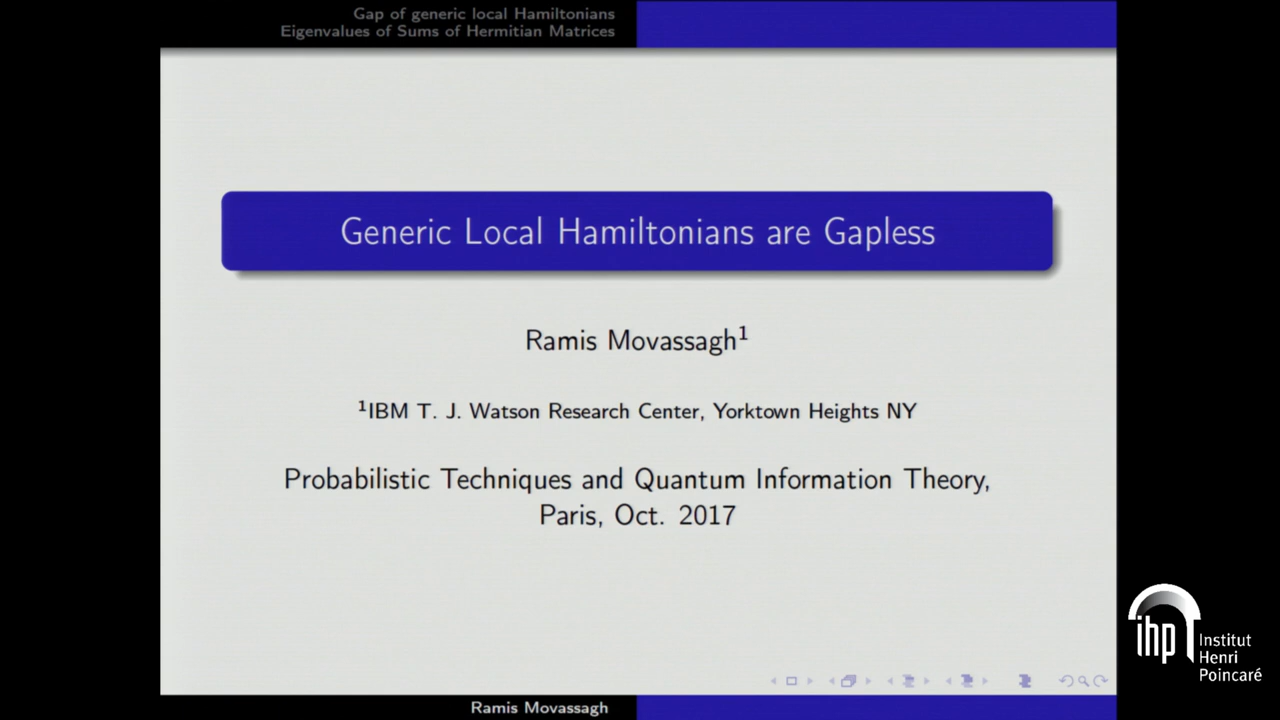 Gap of generic local Hamiltonians
Eigenvalues of Sums of Hermitian Matrices
Generic Local Hamiltonians are Gapless
Ramis Movassagh¹
¹IBM T. J. Watson Research Center, Yorktown Heights NY
Probabilistic Techniques and Quantum Information Theory,
Paris, Oct. 2017
ihp Institut
Henri
Poincaré
Ramis Movassagh